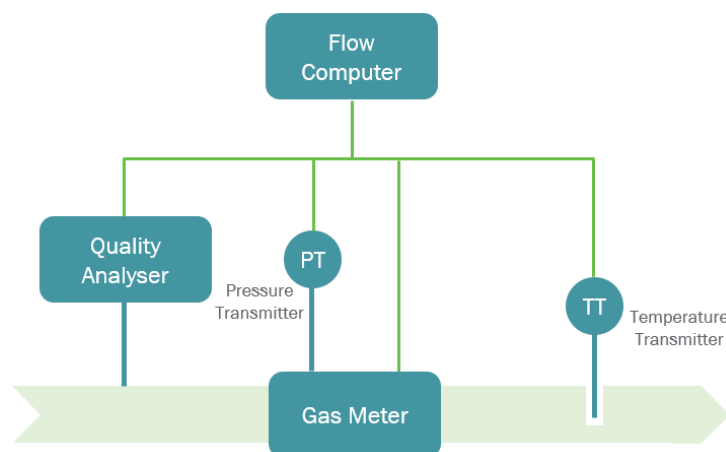 Flow
Computer
Quality
Analyser
PT
Pressure
Transmitter
TT
Temperature
Transmitter
Gas Meter